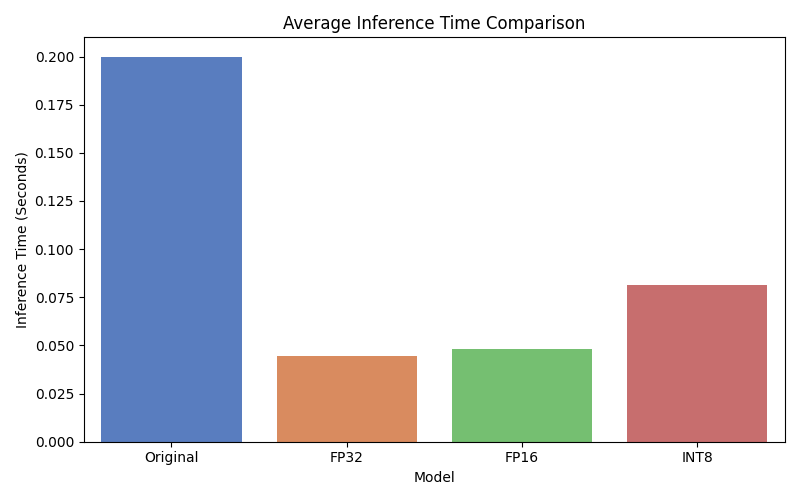 Average Inference Time Comparison
Inference Time (Seconds)
0.200
0.175
0.150
0.125
0.100
0.075
0.050
0.025
0.000
Original FP32 FP16 INT8
Model